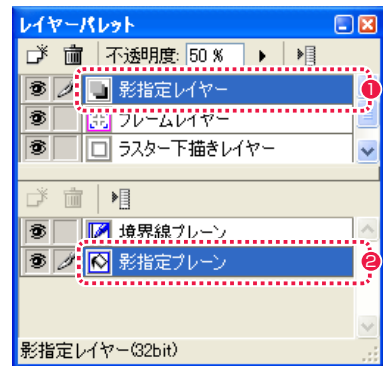 レイヤーパレット
不透明度: 50 %
影指定レイヤー
1
フレームレイヤー
ラスター下描きレイヤー
境界線プレーン
影指定プレーン
2
影指定レイヤー(32bit)